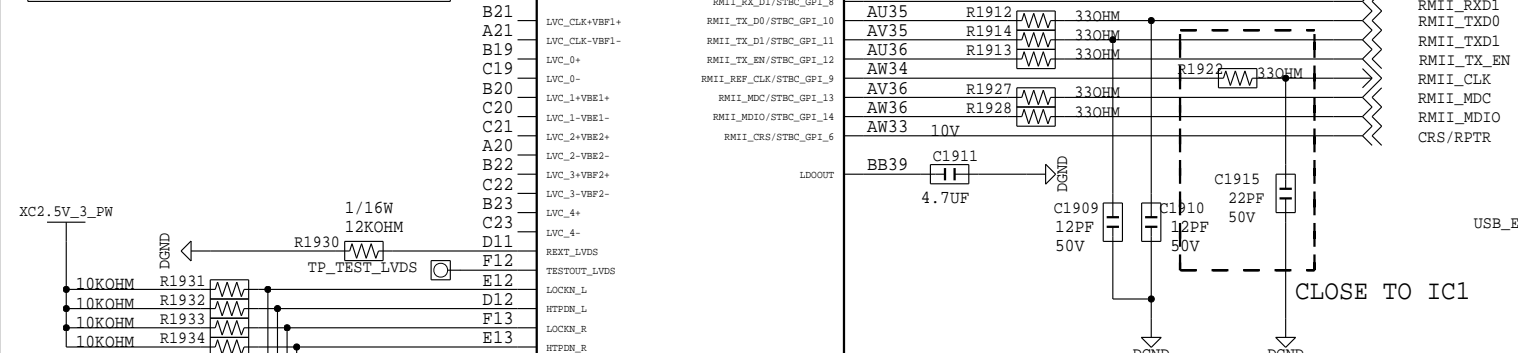 B21 LVC_CLK+VBF1+
A21 LVC_CLK-VBF1-
B19 LVC_0+
C19 LVC_0-
B20 LVC_1+VBE1+
C20 LVC_1-VBE1-
C21 LVC_2+VBE2+
A20 LVC_2-VBE2-
B22 LVC_3+VBF2+
C22 LVC_3-VBF2-
B23 LVC_4+
C23 LVC_4-
XC2.5V_3_PW
1/16W
12KOHM
DGND R1930 D11 REXT_LVDS
TP_TEST_LVDS F12 TESTOUT_LVDS
10KOHM R1931 E12 LOCKN_L
10KOHM R1932 D12 HTPDN_L
10KOHM R1933 F13 LOCKN_R
10KOHM R1934 E13 HTPDN_R
RMII_RX_D1/STBC_GPI_8 RMII_RXD1
RMII_TX_D0/STBC_GPI_10 AU35 R1912 33OHM RMII_TXD0
RMII_TX_D1/STBC_GPI_11 AV35 R1914 33OHM RMII_TXD1
RMII_TX_EN/STBC_GPI_12 AU36 R1913 33OHM RMII_TX_EN
RMII_REF_CLK/STBC_GPI_9 AW34 R1922 33OHM RMII_CLK
RMII_MDC/STBC_GPI_13 AV36 R1927 33OHM RMII_MDC
RMII_MDIO/STBC_GPI_14 AW36 R1928 33OHM RMII_MDIO
RMII_CRS/STBC_GPI_6 AW33 CRS/RPTR
10V
LDOOUT BB39 C1911 DGND
4.7UF
C1909
12PF
50V
C1910
12PF
50V
C1915
22PF
50V
USB_E
CLOSE TO IC1
DGND DGND